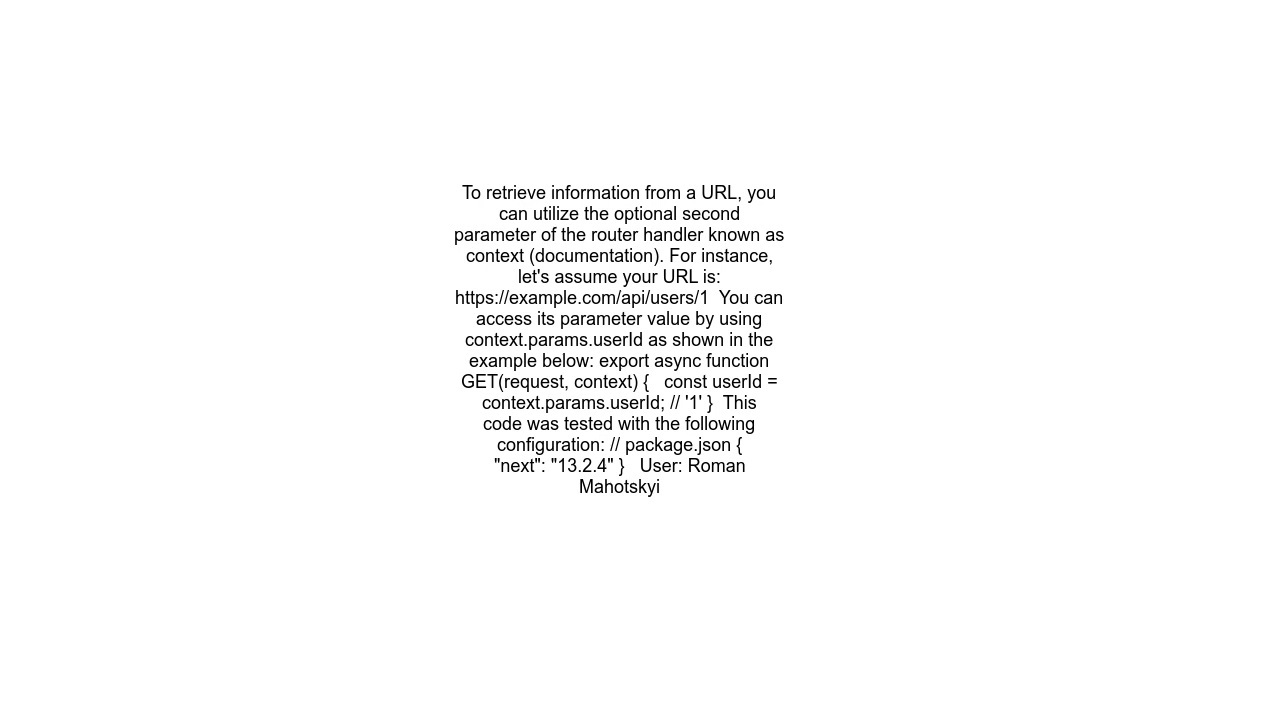 To retrieve information from a URL, you
can utilize the optional second
parameter of the router handler known as
context (documentation). For instance,
let's assume your URL is:
https://example.com/api/users/1  You can
access its parameter value by using
context.params.userId as shown in the
example below: export async function
GET(request, context) {   const userId =
context.params.userId; // '1' }  This
code was tested with the following
configuration: // package.json {
"next": "13.2.4" }   User: Roman
Mahotskyi